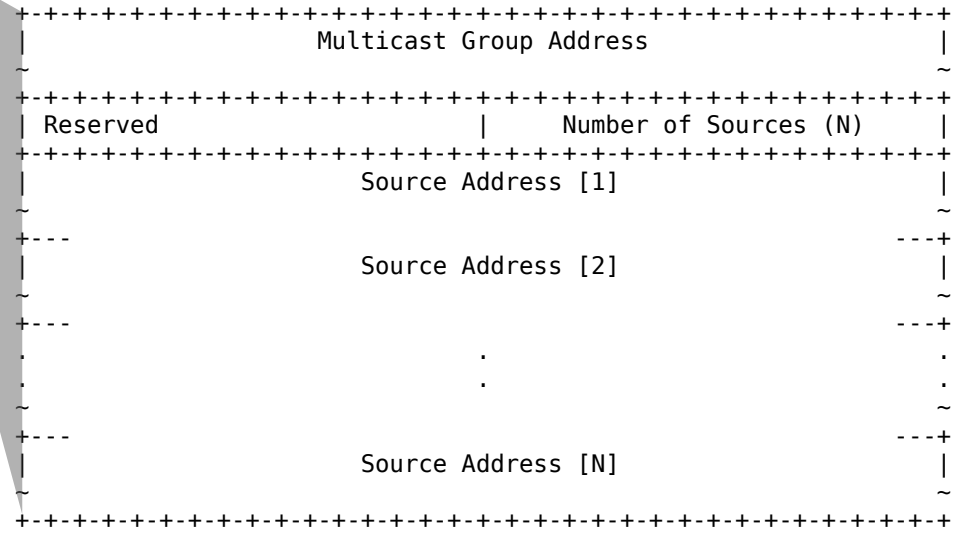 +-+-+-+-+-+-+-+-+-+-+-+-+-+-+-+-+-+-+-+-+-+-+-+-+-+-+-+-+-+-+-+-+
|                    Multicast Group Address                    |
~                                                               ~
+-+-+-+-+-+-+-+-+-+-+-+-+-+-+-+-+-+-+-+-+-+-+-+-+-+-+-+-+-+-+-+-+
| Reserved                      |     Number of Sources (N)     |
+-+-+-+-+-+-+-+-+-+-+-+-+-+-+-+-+-+-+-+-+-+-+-+-+-+-+-+-+-+-+-+-+
|                       Source Address [1]                      |
~                                                               ~
+---                                                         ---+
|                       Source Address [2]                      |
~                                                               ~
+---                                                         ---+
.                               .                               .
.                               .                               .
~                                                               ~
+---                                                         ---+
|                       Source Address [N]                      |
~                                                               ~
+-+-+-+-+-+-+-+-+-+-+-+-+-+-+-+-+-+-+-+-+-+-+-+-+-+-+-+-+-+-+-+-+